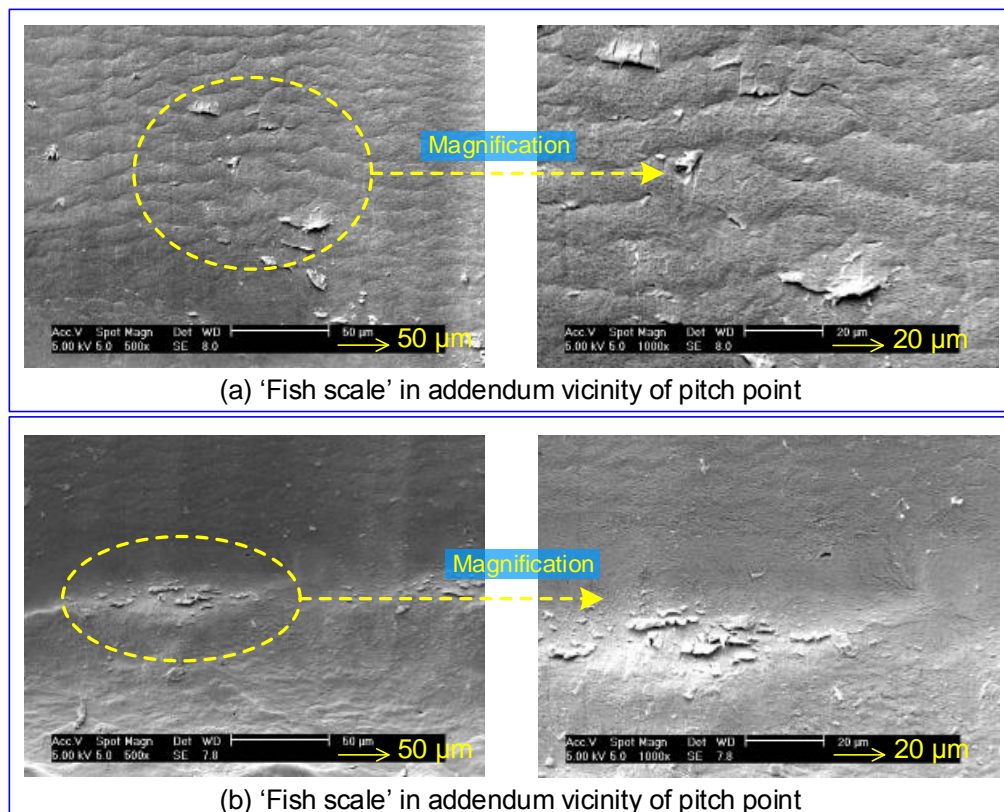 Magnification
Acc.V Spot Magn Det WD 50 µm
5.00 kV 5.0 500x SE 8.0
50 µm
Acc.V Spot Magn Det WD 20 µm
5.00 kV 5.0 1000x SE 8.0
20 µm
(a) ‘Fish scale’ in addendum vicinity of pitch point
Magnification
Acc.V Spot Magn Det WD 50 µm
5.00 kV 5.0 500x SE 7.8
50 µm
Acc.V Spot Magn Det WD 20 µm
5.00 kV 5.0 1000x SE 7.8
20 µm
(b) ‘Fish scale’ in addendum vicinity of pitch point